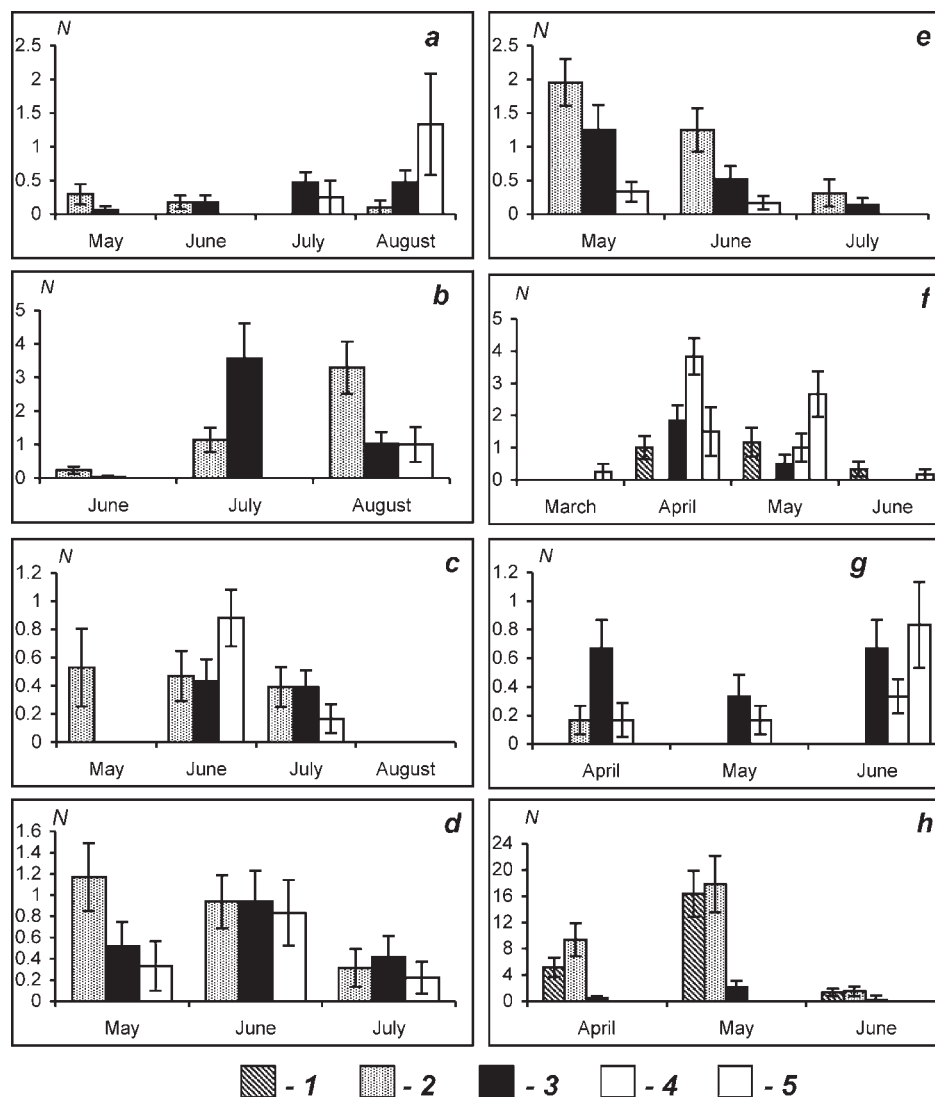 N
a
2.5
2
1.5
1
0.5
0
May June July August
N
e
2.5
2
1.5
1
0.5
0
May June July
N
b
5
4
3
2
1
0
June July August
N
f
5
4
3
2
1
0
March April May June
N
c
1.2
1
0.8
0.6
0.4
0.2
0
May June July August
N
g
1.2
1
0.8
0.6
0.4
0.2
0
April May June
N
d
1.6
1.4
1.2
1
0.8
0.6
0.4
0.2
0
May June July
N
h
24
20
16
12
8
4
0
April May June
- 1 - 2 - 3 - 4 - 5